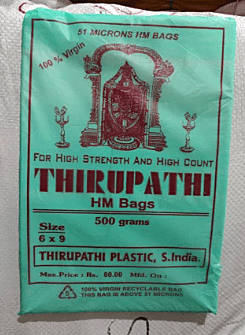 51 MICRONS HM BAGS
100 % Virgin
FOR HIGH STRENGTH AND HIGH COUNT
THIRUPATHI
HM Bags
500 grams
Size
6 x 9
THIRUPATHI PLASTIC, S.India.
Max.Price : Rs. 80.00 Mfd. On :
100% VIRGIN RECYCLABLE BAG
THIS BAG IS ABOVE 51 MICRONS